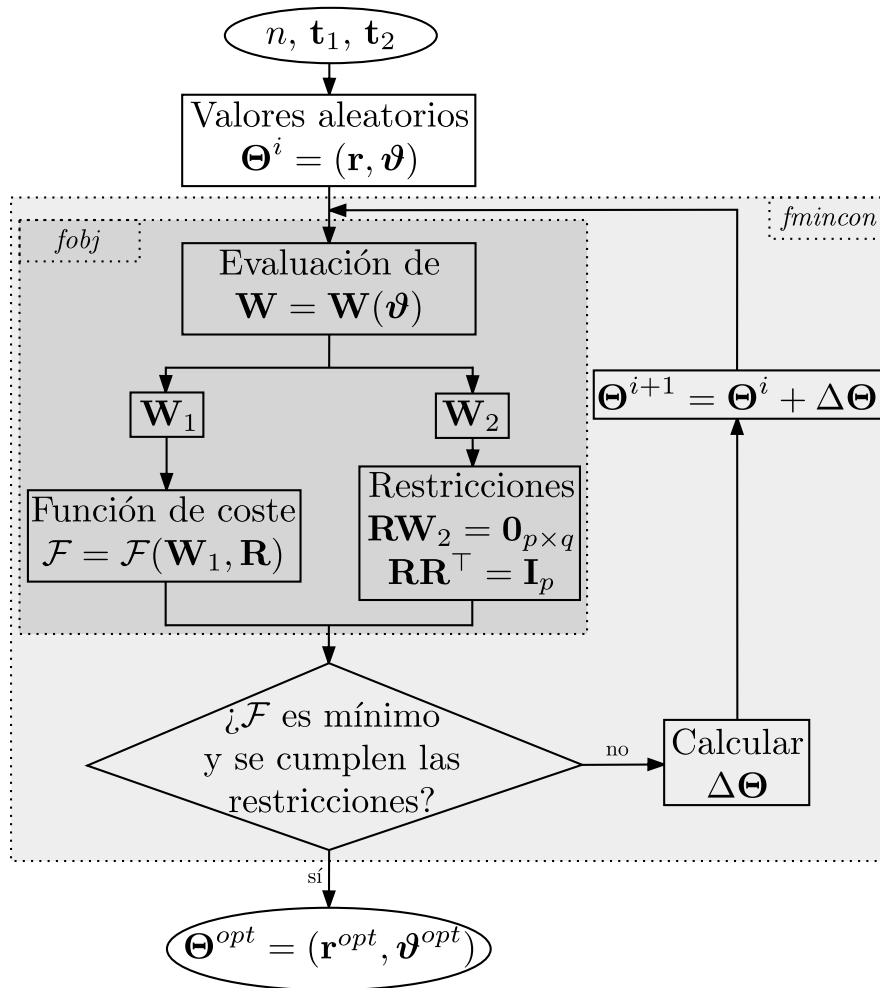 n, 𝐭₁, 𝐭₂
Valores aleatorios
𝚯ⁱ = (𝐫, 𝝑)
fmincon
fobj
Evaluación de
𝐖 = 𝐖(𝝑)
𝐖₁
𝐖₂
𝚯ⁱ⁺¹ = 𝚯ⁱ + Δ𝚯
Restricciones
𝐑𝐖₂ = 𝟎ₚ×q
𝐑𝐑⊤ = 𝐈ₚ
Función de coste
ℱ = ℱ(𝐖₁, 𝐑)
¿ℱ es mínimo
y se cumplen las
restricciones?
no
Calcular
Δ𝚯
sí
𝚯ᵒᵖᵗ = (𝐫ᵒᵖᵗ, 𝝑ᵒᵖᵗ)